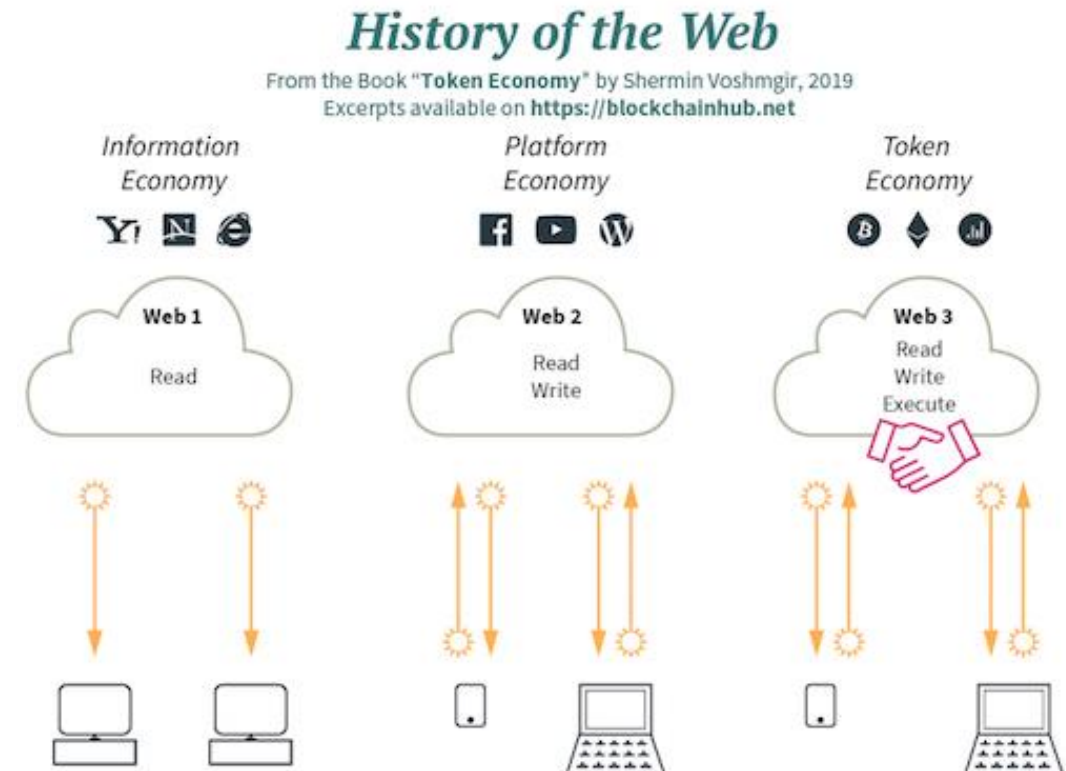 History of the Web
From the Book “Token Economy” by Shermin Voshmgir, 2019
Excerpts available on https://blockchainhub.net
Information
Economy
Platform
Economy
Token
Economy
Y!
N
e
f
W
Web 1
Read
Web 2
Read
Write
Web 3
Read
Write
Execute